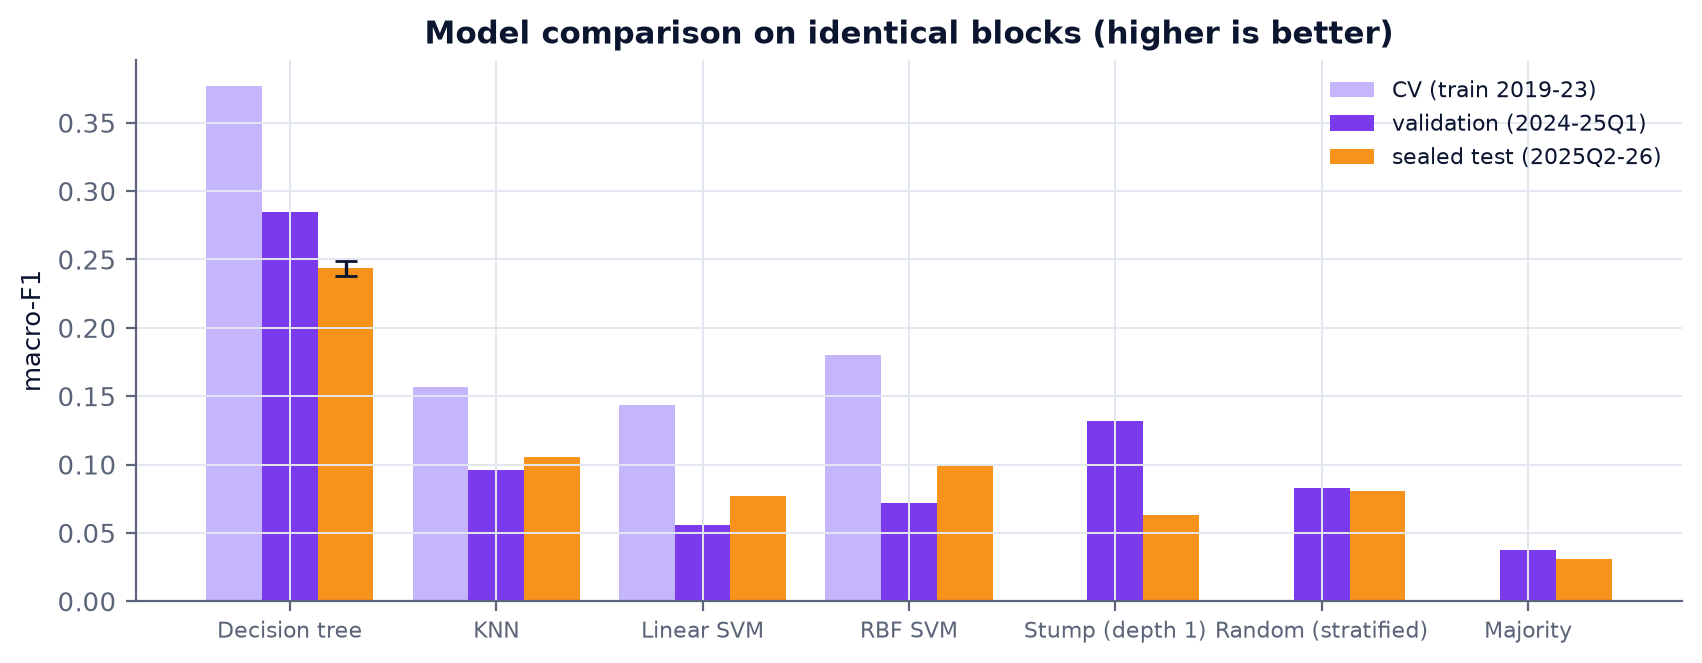 Model comparison on identical blocks (higher is better)
CV (train 2019-23)
validation (2024-25Q1)
sealed test (2025Q2-26)
macro-F1
0.35
0.30
0.25
0.20
0.15
0.10
0.05
0.00
Decision tree
KNN
Linear SVM
RBF SVM
Stump (depth 1)
Random (stratified)
Majority